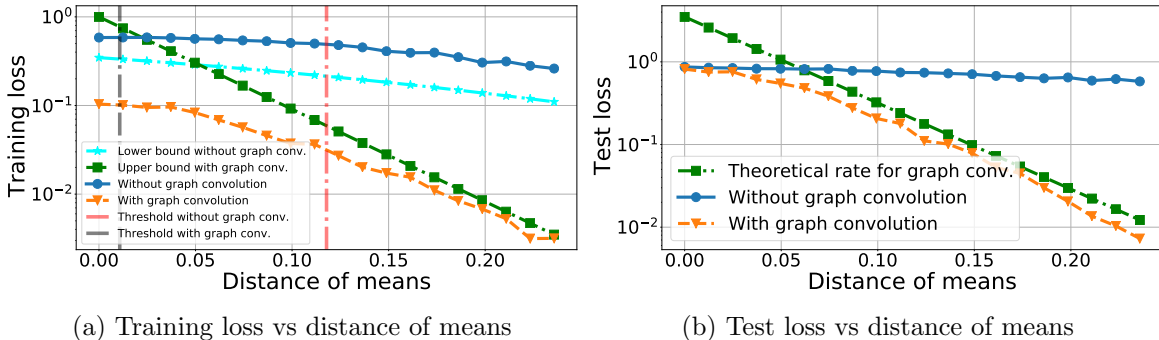 Training loss
10⁰
10⁻¹
10⁻²
Lower bound without graph conv.
Upper bound with graph conv.
Without graph convolution
With graph convolution
Threshold without graph conv.
Threshold with graph conv.
0.00 0.05 0.10 0.15 0.20
Distance of means
(a) Training loss vs distance of means
Test loss
10⁰
10⁻¹
10⁻²
Theoretical rate for graph conv.
Without graph convolution
With graph convolution
0.00 0.05 0.10 0.15 0.20
Distance of means
(b) Test loss vs distance of means